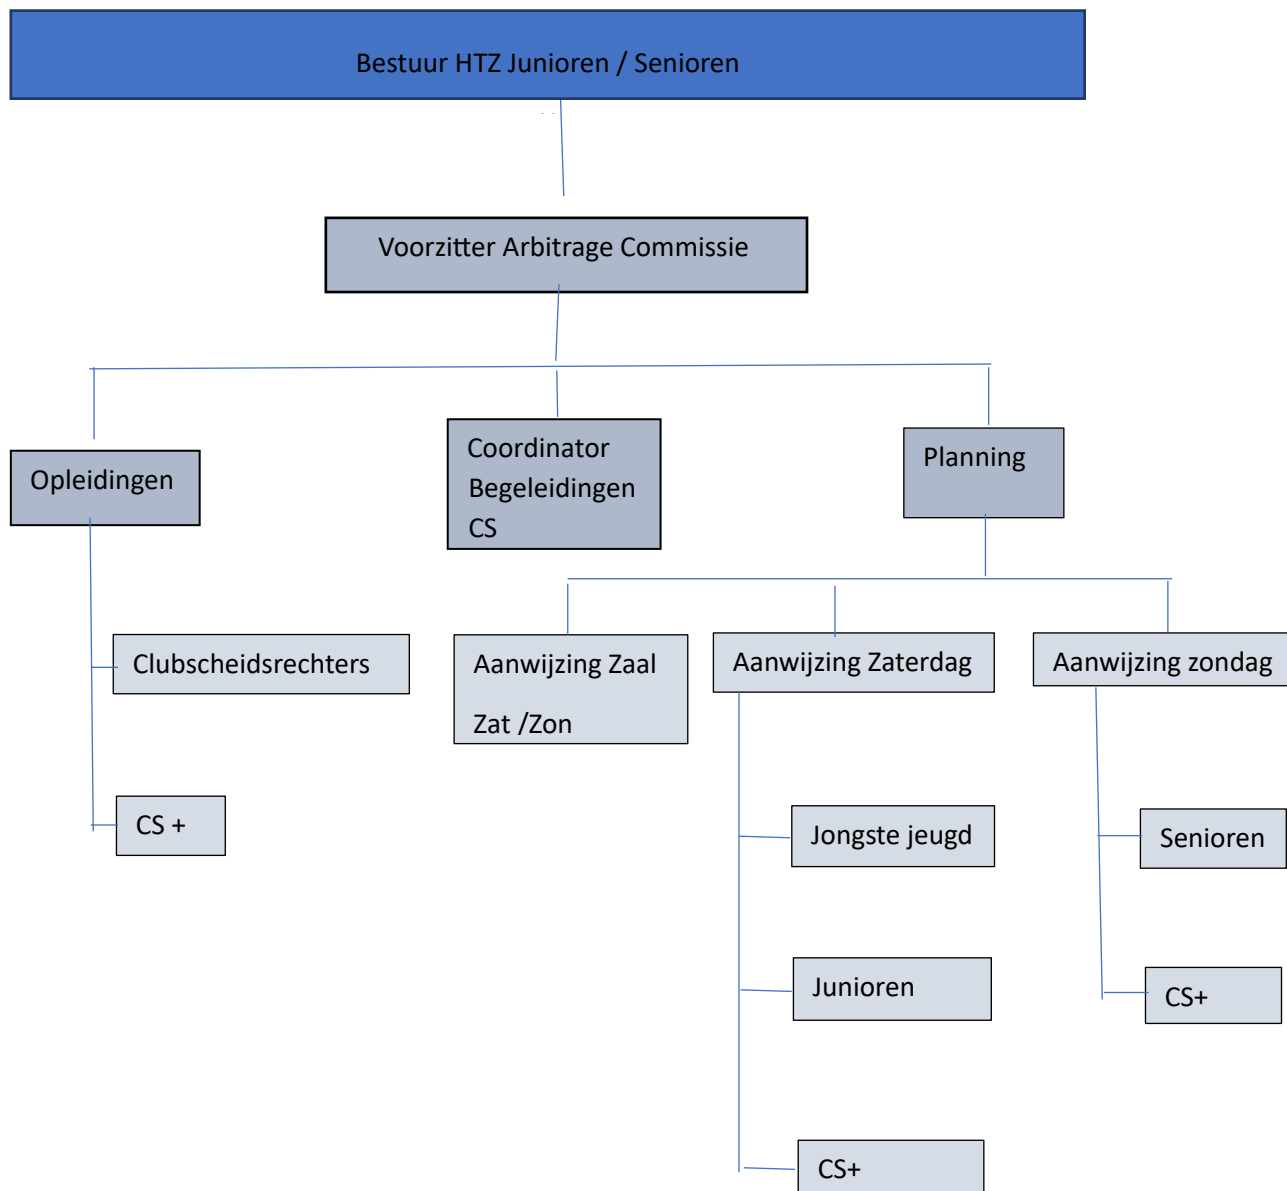 Bestuur HTZ Junioren / Senioren
Voorzitter Arbitrage Commissie
Opleidingen
Coordinator
Begeleidingen
CS
Planning
Clubscheidsrechters
CS +
Aanwijzing Zaal
Zat /Zon
Aanwijzing Zaterdag
Jongste jeugd
Junioren
CS+
Aanwijzing zondag
Senioren
CS+